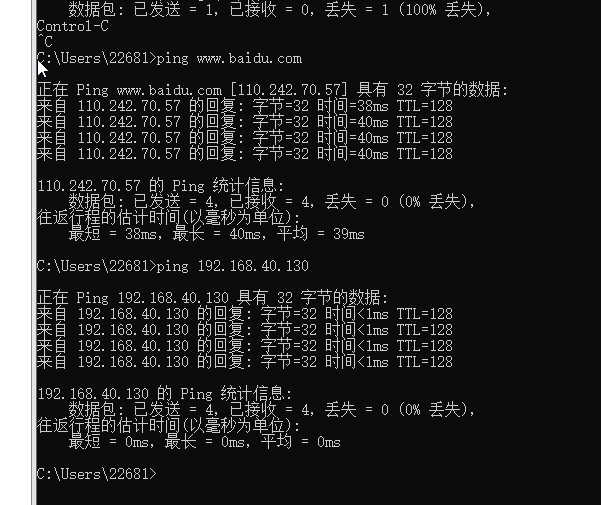 数据包: 已发送 = 1, 已接收 = 0, 丢失 = 1 (100% 丢失),
Control-C
^C
C:\Users\22681>ping www.baidu.com
正在 Ping www.baidu.com [110.242.70.57] 具有 32 字节的数据:
来自 110.242.70.57 的回复: 字节=32 时间=38ms TTL=128
来自 110.242.70.57 的回复: 字节=32 时间=40ms TTL=128
来自 110.242.70.57 的回复: 字节=32 时间=40ms TTL=128
来自 110.242.70.57 的回复: 字节=32 时间=40ms TTL=128
110.242.70.57 的 Ping 统计信息:
数据包: 已发送 = 4, 已接收 = 4, 丢失 = 0 (0% 丢失),
往返行程的估计时间(以毫秒为单位):
最短 = 38ms, 最长 = 40ms, 平均 = 39ms
C:\Users\22681>ping 192.168.40.130
正在 Ping 192.168.40.130 具有 32 字节的数据:
来自 192.168.40.130 的回复: 字节=32 时间<1ms TTL=128
来自 192.168.40.130 的回复: 字节=32 时间<1ms TTL=128
来自 192.168.40.130 的回复: 字节=32 时间<1ms TTL=128
来自 192.168.40.130 的回复: 字节=32 时间<1ms TTL=128
192.168.40.130 的 Ping 统计信息:
数据包: 已发送 = 4, 已接收 = 4, 丢失 = 0 (0% 丢失),
往返行程的估计时间(以毫秒为单位):
最短 = 0ms, 最长 = 0ms, 平均 = 0ms
C:\Users\22681>